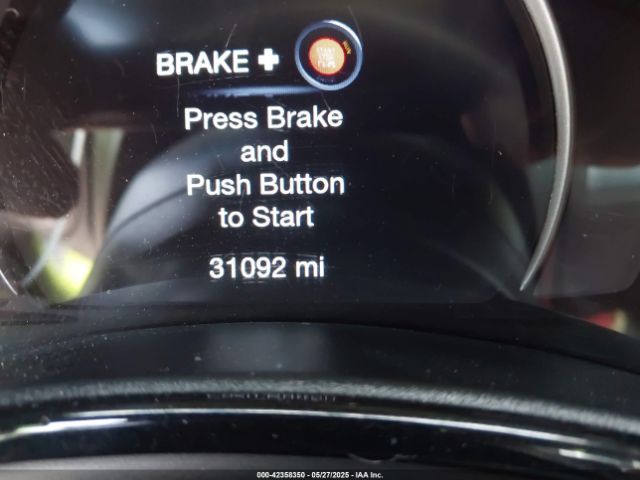 BRAKE +
Press Brake
and
Push Button
to Start
31092 mi
000-42358350 - 05/27/2025 - IAA Inc.